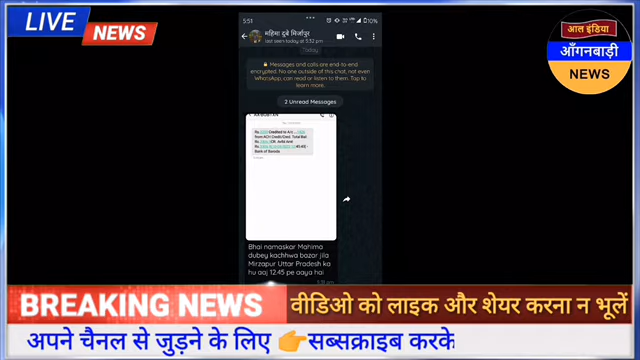 LIVE
NEWS
आल इंडिया
आँगनबाड़ी
NEWS
5:51
10%
महिमा दुबे मिर्जापुर
last seen today at 5:32 pm
Today
Messages and calls are end-to-end
encrypted. No one outside of this chat, not even
WhatsApp, can read or listen to them. Tap to
learn more.
2 Unread Messages
Credited to A/c
Bank of Baroda
Bhai namaskar Mahima
dubey kachhwa bazar jila
Mirzapur Uttar Pradesh ka
hu aaj 12.45 pe aaya hai
BREAKING NEWS
वीडिओ को लाइक और शेयर करना न भूलें
अपने चैनल से जुड़ने के लिए 👉सब्सक्राइब करके